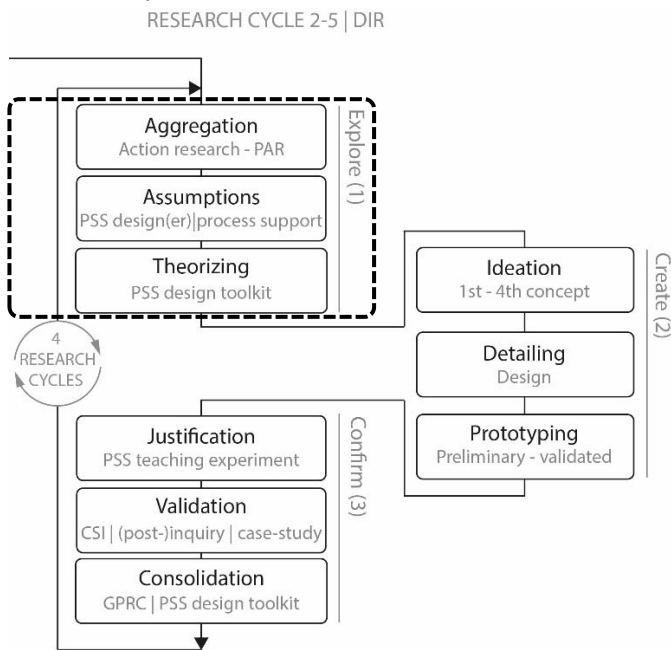 RESEARCH CYCLE 2-5 | DIR
Aggregation
Action research - PAR
Assumptions
PSS design(er)|process support
Theorizing
PSS design toolkit
Explore (1)
Ideation
1st - 4th concept
Detailing
Design
Prototyping
Preliminary - validated
Create (2)
4
RESEARCH
CYCLES
Justification
PSS teaching experiment
Validation
CSI | (post-)inquiry | case-study
Consolidation
GPRC | PSS design toolkit
Confirm (3)